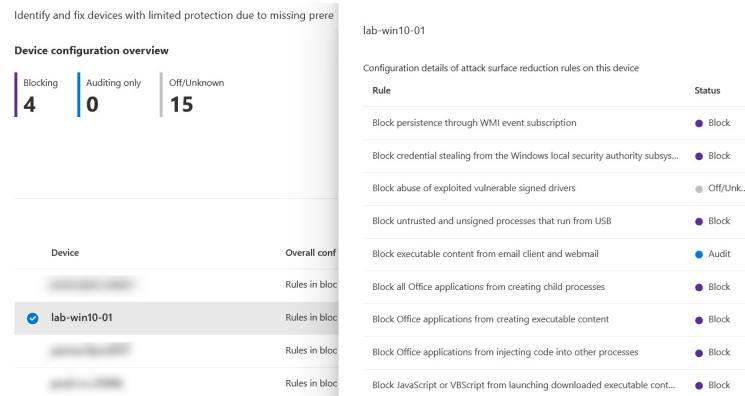 Identify and fix devices with limited protection due to missing prere
Device configuration overview
Blocking
4
Auditing only
0
Off/Unknown
15
Device
Overall conf
Rules in bloc
lab-win10-01
Rules in bloc
Rules in bloc
Rules in bloc
lab-win10-01
Configuration details of attack surface reduction rules on this device
Rule Status
Block persistence through WMI event subscription Block
Block credential stealing from the Windows local security authority subsys... Block
Block abuse of exploited vulnerable signed drivers Off/Unk...
Block untrusted and unsigned processes that run from USB Block
Block executable content from email client and webmail Audit
Block all Office applications from creating child processes Block
Block Office applications from creating executable content Block
Block Office applications from injecting code into other processes Block
Block JavaScript or VBScript from launching downloaded executable cont... Block